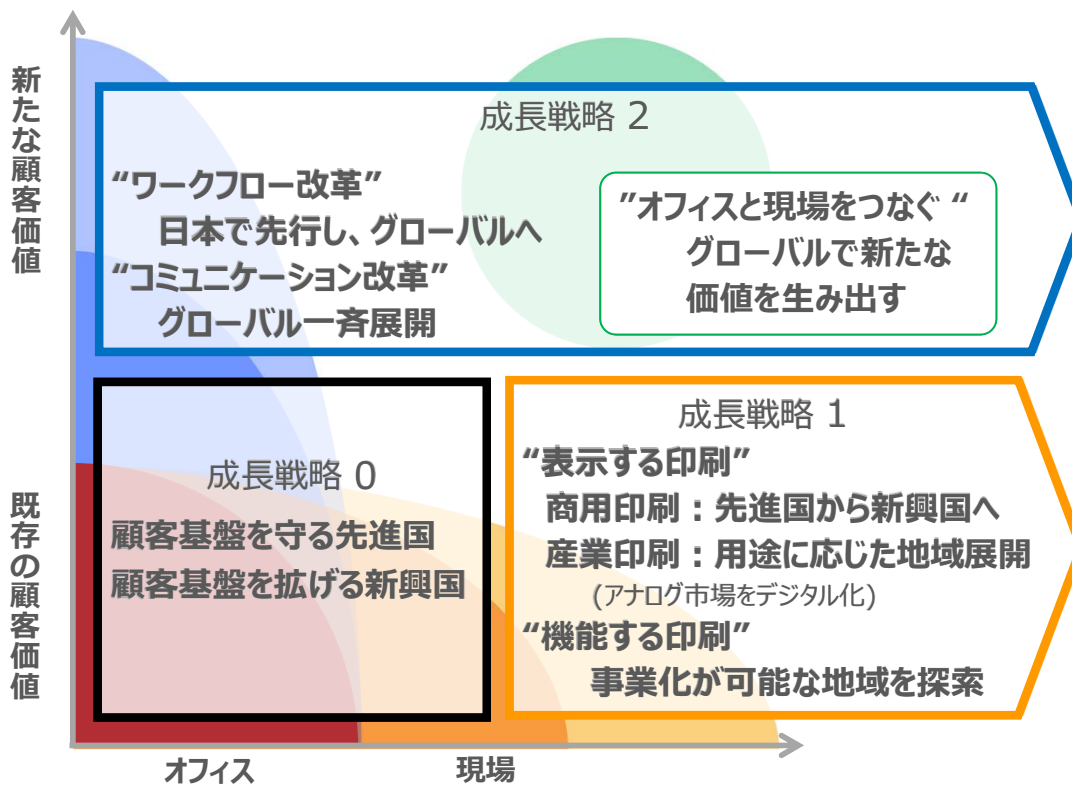 新たな顧客価値
成長戦略 2
“ワークフロー改革”
日本で先行し、グローバルへ
“コミュニケーション改革”
グローバル一斉展開
”オフィスと現場をつなぐ “
グローバルで新たな
価値を生み出す
既存の顧客価値
成長戦略 0
顧客基盤を守る先進国
顧客基盤を拡げる新興国
成長戦略 1
“表示する印刷”
商用印刷：先進国から新興国へ
産業印刷：用途に応じた地域展開
(アナログ市場をデジタル化)
“機能する印刷”
事業化が可能な地域を探索
オフィス
現場